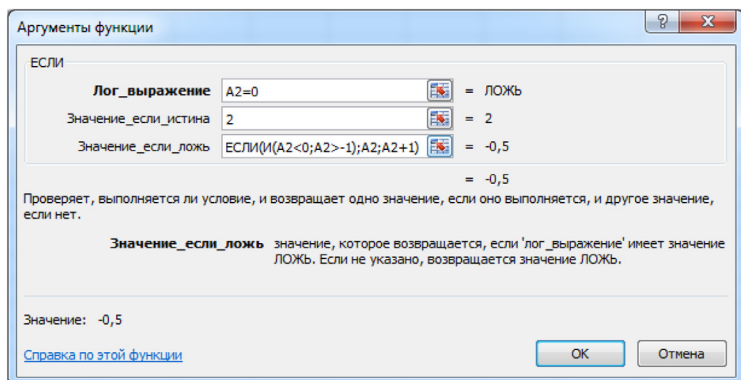 Аргументы функции
ЕСЛИ
Лог_выражение A2=0 = ЛОЖЬ
Значение_если_истина 2 = 2
Значение_если_ложь ЕСЛИ(И(A2<0;A2>-1);A2;A2+1) = -0,5
= -0,5
Проверяет, выполняется ли условие, и возвращает одно значение, если оно выполняется, и другое значение,
если нет.
Значение_если_ложь значение, которое возвращается, если 'лог_выражение' имеет значение
ЛОЖЬ. Если не указано, возвращается значение ЛОЖЬ.
Значение: -0,5
Справка по этой функции
ОК
Отмена